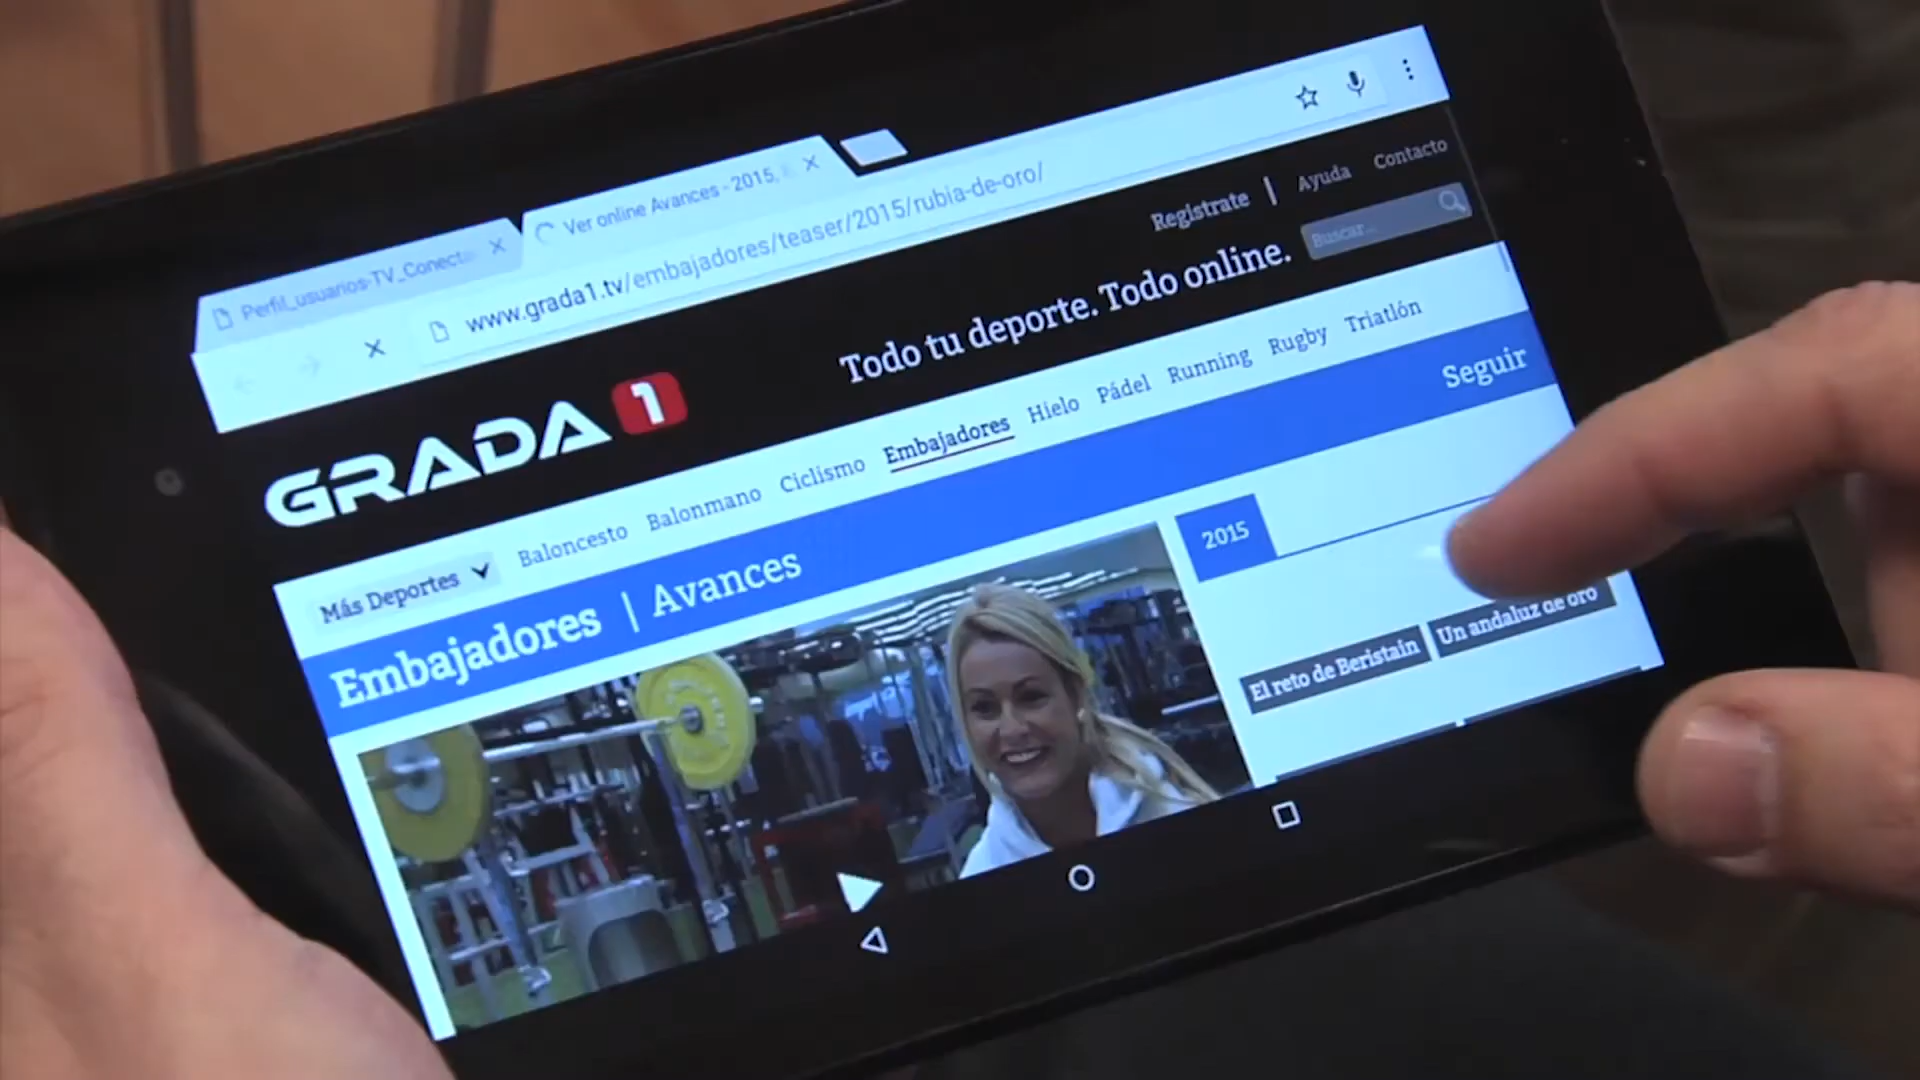 Perfil_usuarios-TV_Conecta
Ver online Avances - 2015,
www.grada1.tv/embajadores/teaser/2015/rubia-de-oro/
Regístrate | Ayuda Contacto
Buscar...
GRADA 1
Todo tu deporte. Todo online.
Más Deportes Baloncesto Balonmano Ciclismo Embajadores Hielo Pádel Running Rugby Triatlón
Embajadores | Avances
Seguir
2015
El reto de Beristain
Un andaluz de oro